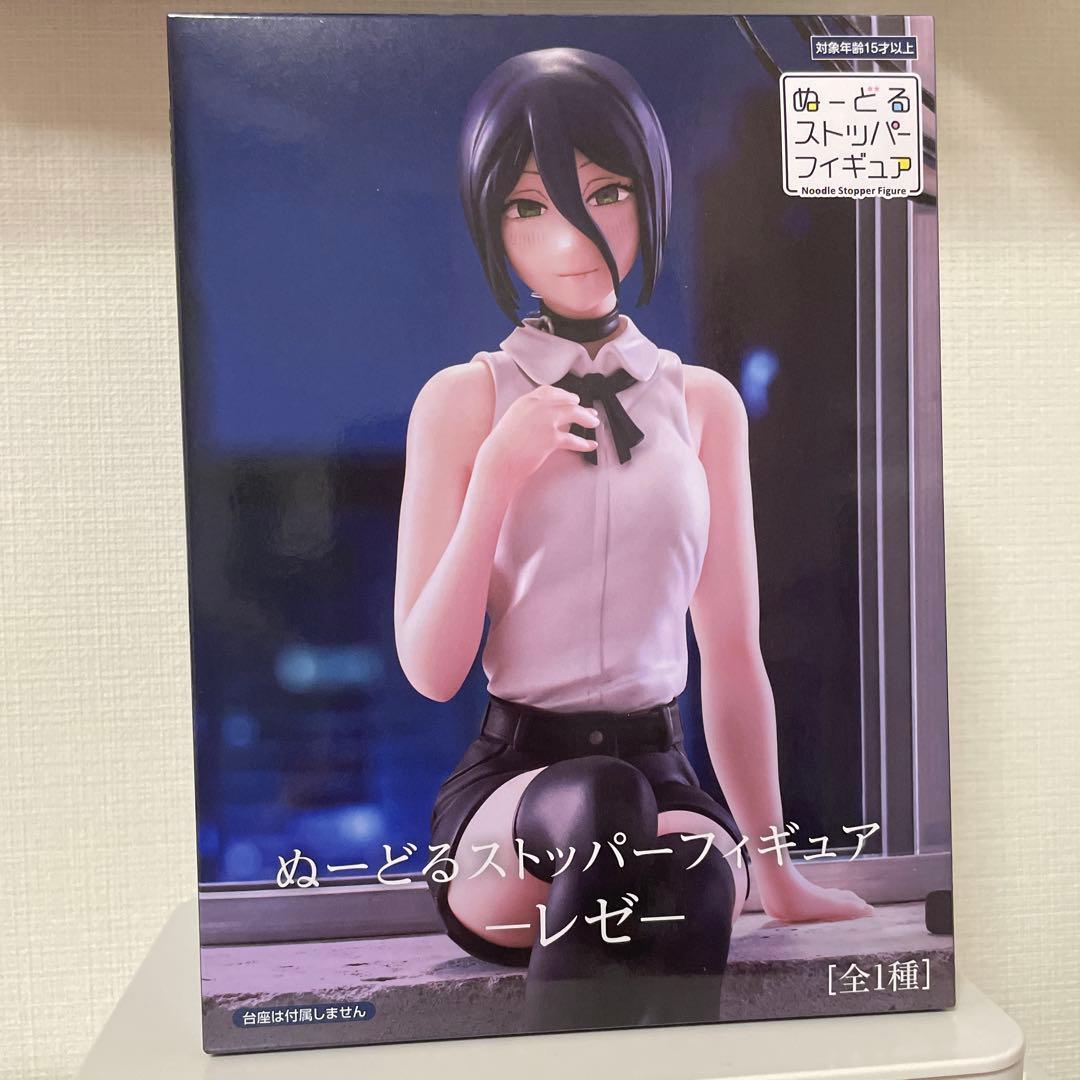 対象年齢15才以上
ぬーどる
ストッパー
フィギュア
Noodle Stopper Figure
ぬーどるストッパーフィギュア
―レゼ―
[全1種]
台座は付属しません